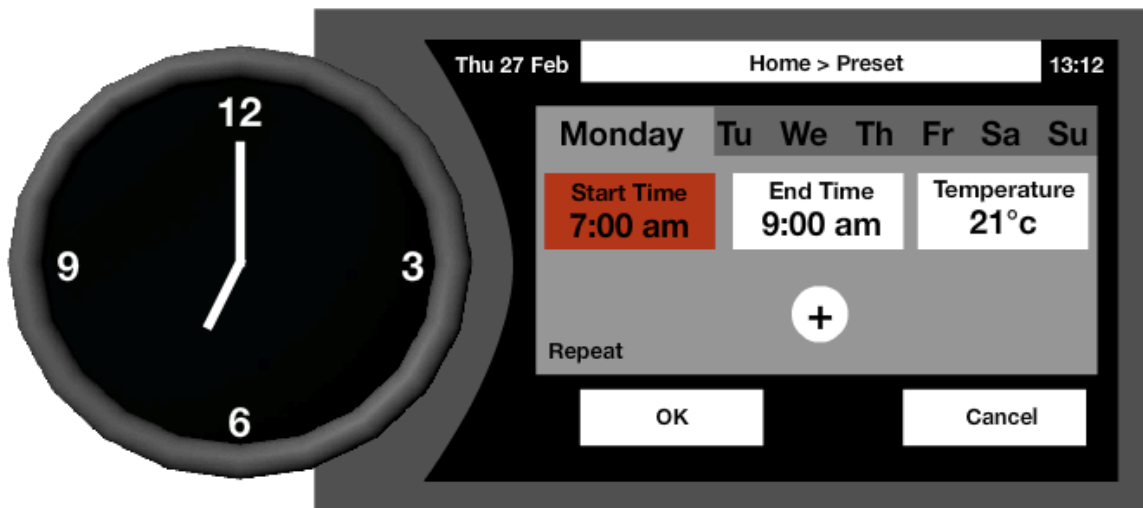 12
9
3
6
Thu 27 Feb Home > Preset 13:12
Monday Tu We Th Fr Sa Su
Start Time End Time Temperature
7:00 am 9:00 am 21°c
+
Repeat
OK Cancel